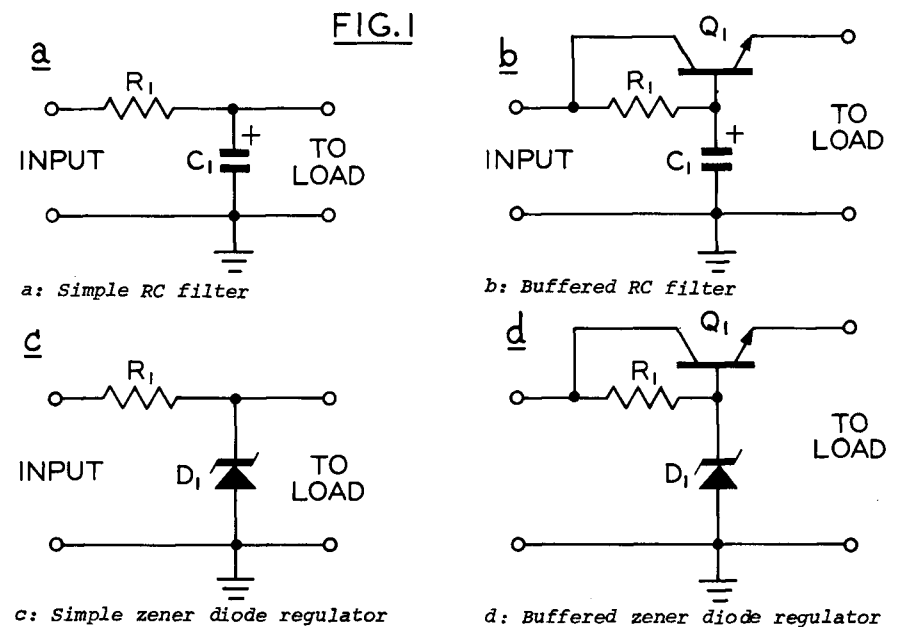 FIG.1
a
R1
INPUT
C1
+
TO
LOAD
a: Simple RC filter
b
Q1
R1
INPUT
C1
+
TO
LOAD
b: Buffered RC filter
c
R1
INPUT
D1
TO
LOAD
c: Simple zener diode regulator
d
Q1
R1
D1
TO
LOAD
d: Buffered zener diode regulator